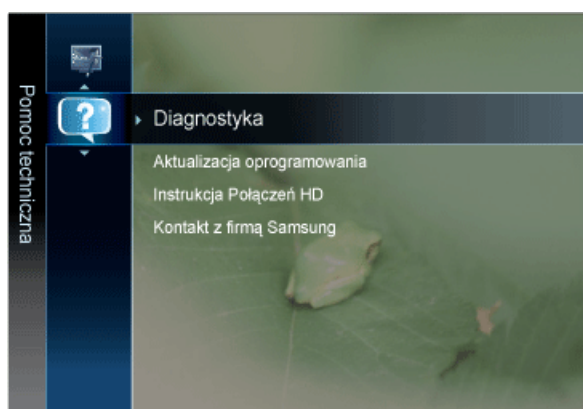 Pomoc techniczna
Diagnostyka
Aktualizacja oprogramowania
Instrukcja Połączeń HD
Kontakt z firmą Samsung